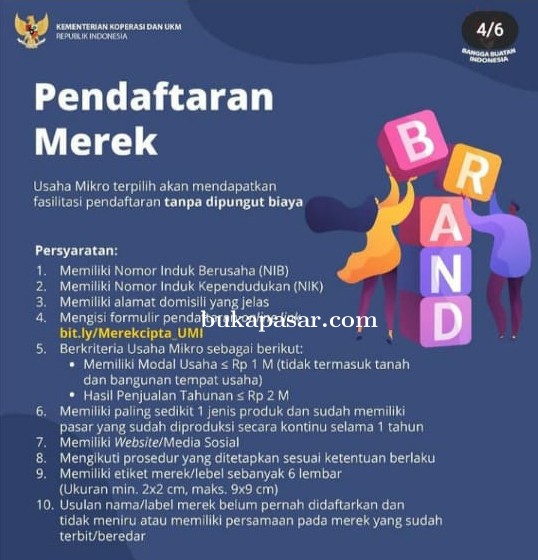 KEMENTERIAN KOPERASI DAN UKM
REPUBLIK INDONESIA
4/6
BANGGA BUATAN
INDONESIA
Pendaftaran
Merek
Usaha Mikro terpilih akan mendapatkan
fasilitasi pendaftaran tanpa dipungut biaya
B
R
A
N
D
Persyaratan:
1. Memiliki Nomor Induk Berusaha (NIB)
2. Memiliki Nomor Induk Kependudukan (NIK)
3. Memiliki alamat domisili yang jelas
4. Mengisi formulir
bukapasar.com
bit.ly/Merekcipta_UMI
5. Berkriteria Usaha Mikro sebagai berikut:
• Memiliki Modal Usaha ≤ Rp 1 M (tidak termasuk tanah
dan bangunan tempat usaha)
• Hasil Penjualan Tahunan ≤ Rp 2 M
6. Memiliki paling sedikit 1 jenis produk dan sudah memiliki
pasar yang sudah diproduksi secara kontinu selama 1 tahun
7. Memiliki Website/Media Sosial
8. Mengikuti prosedur yang ditetapkan sesuai ketentuan berlaku
9. Memiliki etiket merek/lebel sebanyak 6 lembar
(Ukuran min. 2x2 cm, maks. 9x9 cm)
10. Usulan nama/label merek belum pernah didaftarkan dan
tidak meniru atau memiliki persamaan pada merek yang sudah
terbit/beredar